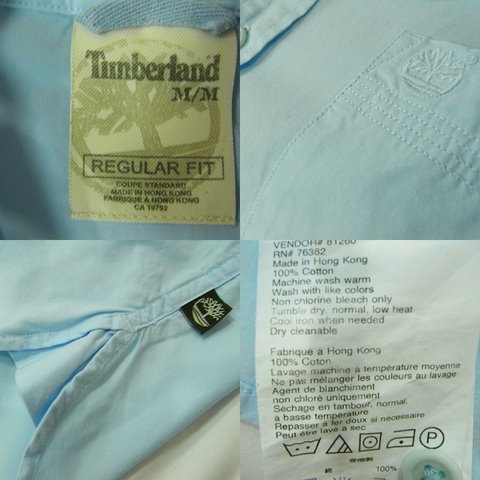 Timberland
M/M
REGULAR FIT
COUPE STANDARD
MADE IN HONG KONG
FABRIQUÉ A HONG KONG
CA 19792
VENDOR# 81260
RN# 76382
Made in Hong Kong
100% Cotton
Machine wash warm
Wash with like colors
Non chlorine bleach only
Tumble dry, normal, low heat
Cool iron when needed
Dry cleanable
Fabriqué à Hong Kong
100% Coton
Lavage machine à température moyenne
Ne pas mélanger les couleurs au lavage
Agent de blanchiment
non chloré uniquement
Séchage en tambour, normal,
a basse température
Repasser à fer doux si nécessaire
Peut être lavé à sec
100%